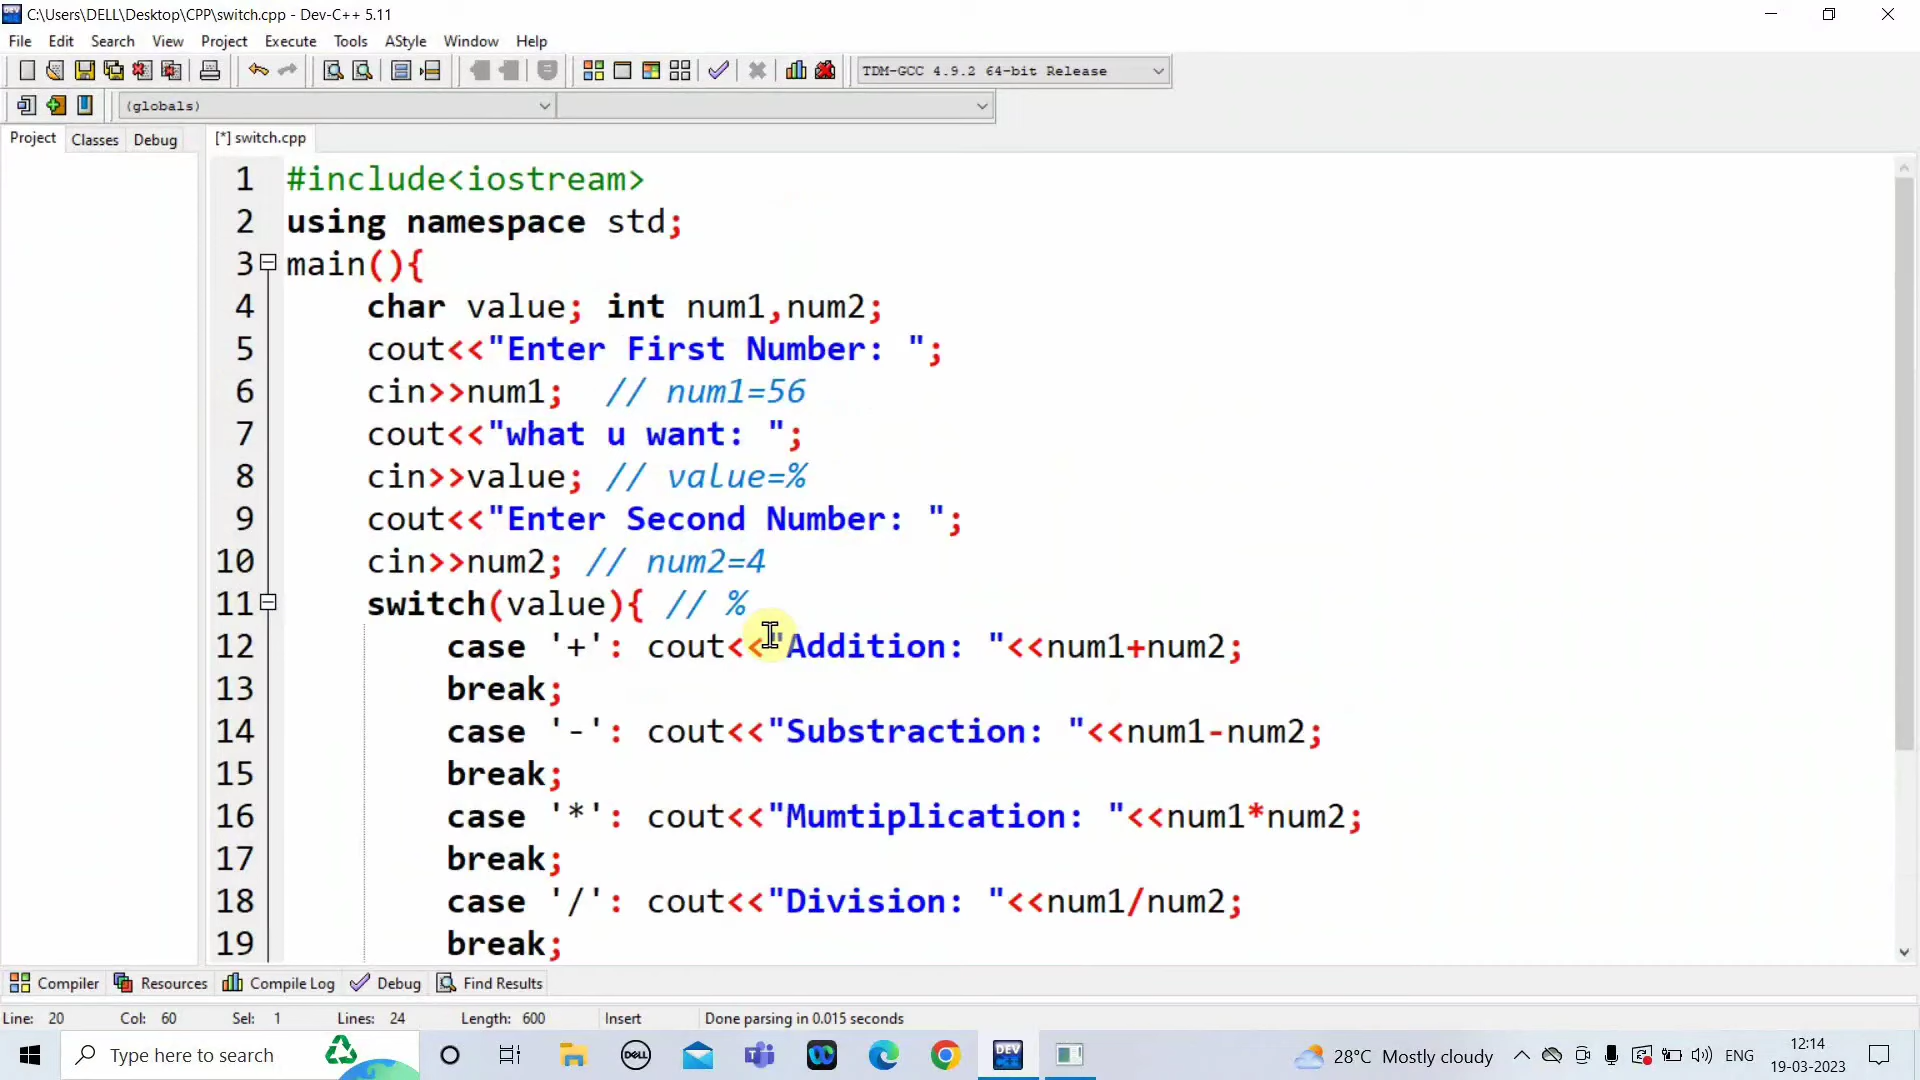 C:\Users\DELL\Desktop\CPP\switch.cpp - Dev-C++ 5.11
File Edit Search View Project Execute Tools AStyle Window Help
TDM-GCC 4.9.2 64-bit Release
(globals)
Project Classes Debug [*] switch.cpp
1 #include<iostream>
2 using namespace std;
3 main(){
4 char value; int num1,num2;
5 cout<<"Enter First Number: ";
6 cin>>num1; // num1=56
7 cout<<"what u want: ";
8 cin>>value; // value=%
9 cout<<"Enter Second Number: ";
10 cin>>num2; // num2=4
11 switch(value){ // %
12 case '+': cout<<"Addition: "<<num1+num2;
13 break;
14 case '-': cout<<"Substraction: "<<num1-num2;
15 break;
16 case '*': cout<<"Mumtiplication: "<<num1*num2;
17 break;
18 case '/': cout<<"Division: "<<num1/num2;
19 break;
Compiler Resources Compile Log Debug Find Results
Line: 20 Col: 60 Sel: 1 Lines: 24 Length: 600 Insert Done parsing in 0.015 seconds
Type here to search DELL DEV 28°C Mostly cloudy ENG 12:14
19-03-2023